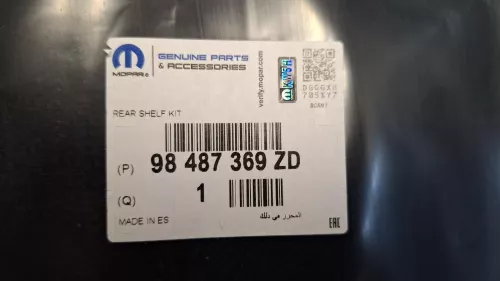 MOPAR®
GENUINE PARTS
& ACCESSORIES
verify.mopar.com
REAR SHELF KIT
(P) 98 487 369 ZD
(Q) 1
MADE IN ES
EAC